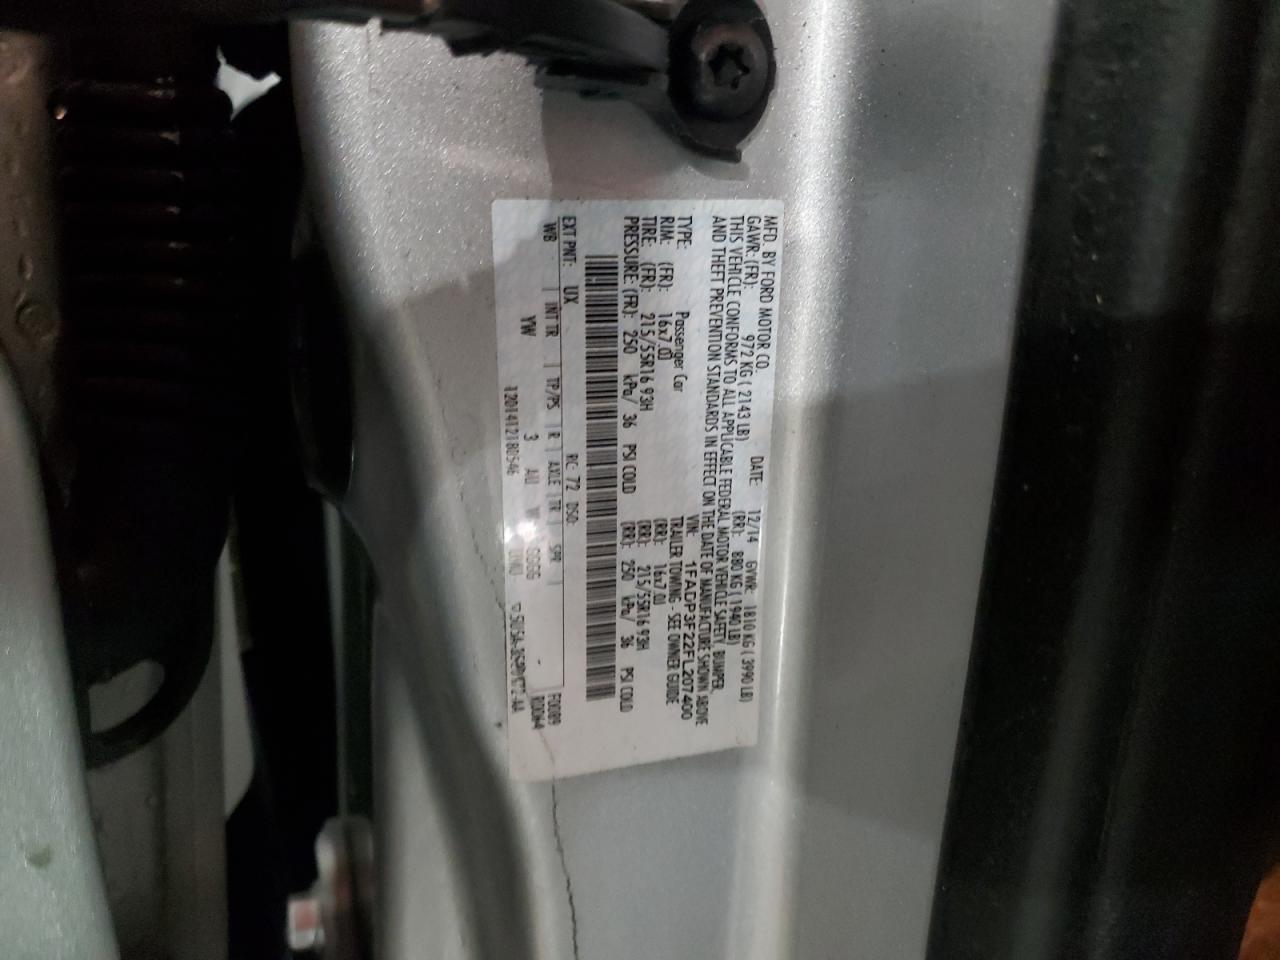 MFD. BY FORD MOTOR CO.
DATE: 12/14 GVWR: 1810 KG ( 3990 LB)
GAWR: (FR): 972 KG ( 2143 LB) (RR): 880 KG ( 1940 LB)
THIS VEHICLE CONFORMS TO ALL APPLICABLE FEDERAL MOTOR VEHICLE SAFETY, BUMPER,
AND THEFT PREVENTION STANDARDS IN EFFECT ON THE DATE OF MANUFACTURE SHOWN ABOVE
VIN: 1FADP3F22FL207400
TYPE: Passenger Car TRAILER TOWING - SEE OWNER GUIDE
RIM: (FR): 16x7.0J (RR): 16x7.0J
TIRE: (FR): 215/55R16 93H (RR): 215/55R16 93H
PRESSURE: (FR): 250 kPa/ 36 PSI COLD (RR): 250 kPa/ 36 PSI COLD
EXT PNT: UX RC: 72 DSO: F0089
WB | INT TR | TP/PS | R | AXLE | TR | SPR | R00W4
YW 3 AU W GGGG
1201412180546